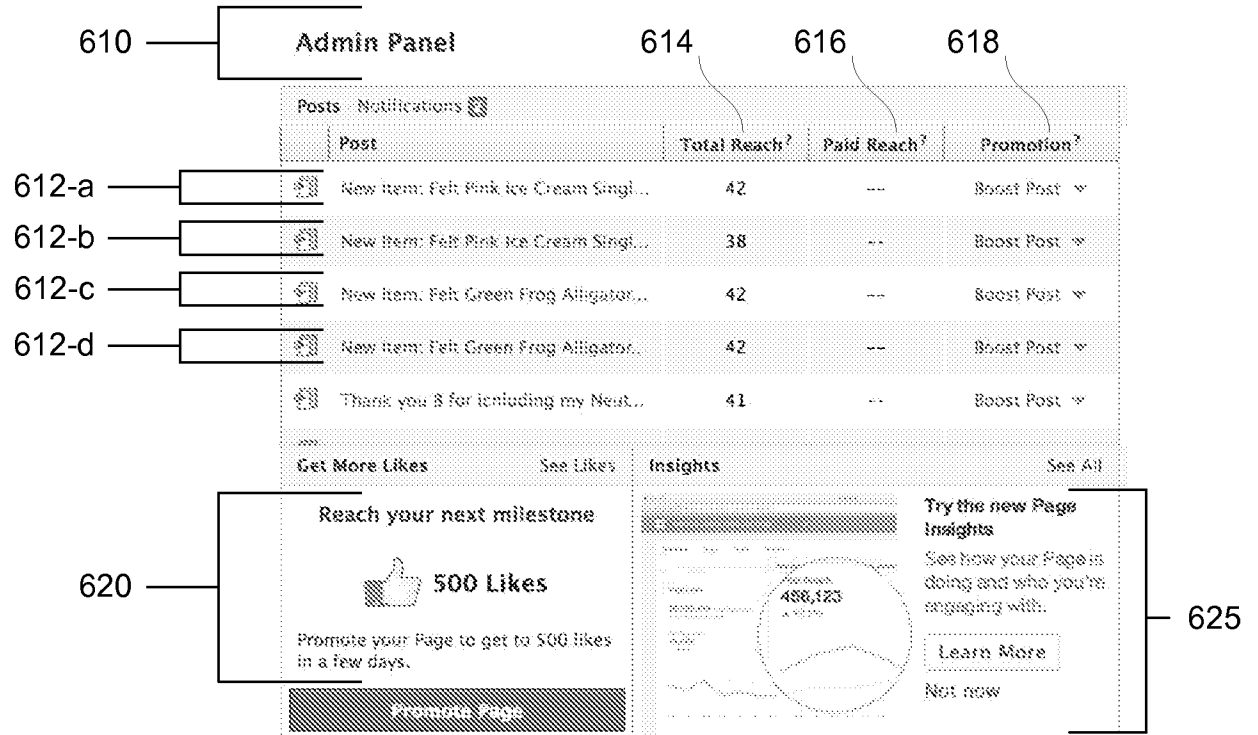 610
Admin Panel
614
616
618
Posts Notifications
Post
Total Reach?
Paid Reach?
Promotion?
612-a
New Item: Felt Pink Ice Cream Singl...
42
--
Boost Post
612-b
New Item: Felt Pink Ice Cream Singl...
38
--
Boost Post
612-c
New Item: Felt Green Frog Alligator...
42
--
Boost Post
612-d
New Item: Felt Green Frog Alligator..
42
--
Boost Post
Thank you B for icnluding my Neut...
41
--
Boost Post
Get More Likes
See Likes
Insights
See All
620
Reach your next milestone
500 Likes
Promote your Page to get to 500 likes
in a few days.
Promote Page
486,123
Try the new Page
Insights
See how your Page is
doing and who you're
engaging with.
Learn More
Not now
625